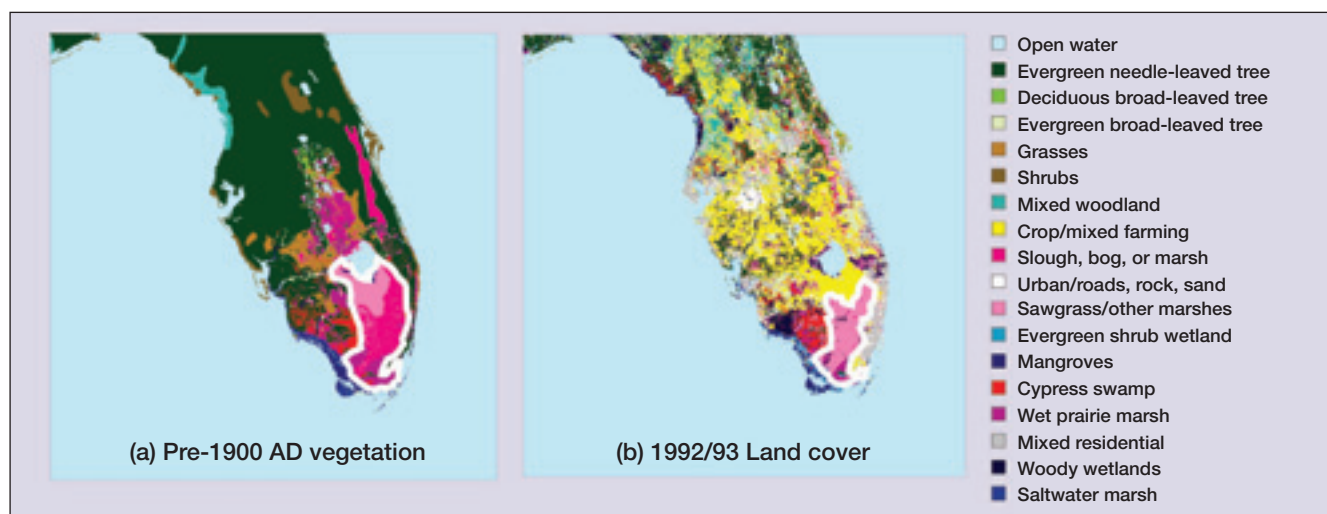 (a) Pre-1900 AD vegetation
(b) 1992/93 Land cover
Open water
Evergreen needle-leaved tree
Deciduous broad-leaved tree
Evergreen broad-leaved tree
Grasses
Shrubs
Mixed woodland
Crop/mixed farming
Slough, bog, or marsh
Urban/roads, rock, sand
Sawgrass/other marshes
Evergreen shrub wetland
Mangroves
Cypress swamp
Wet prairie marsh
Mixed residential
Woody wetlands
Saltwater marsh